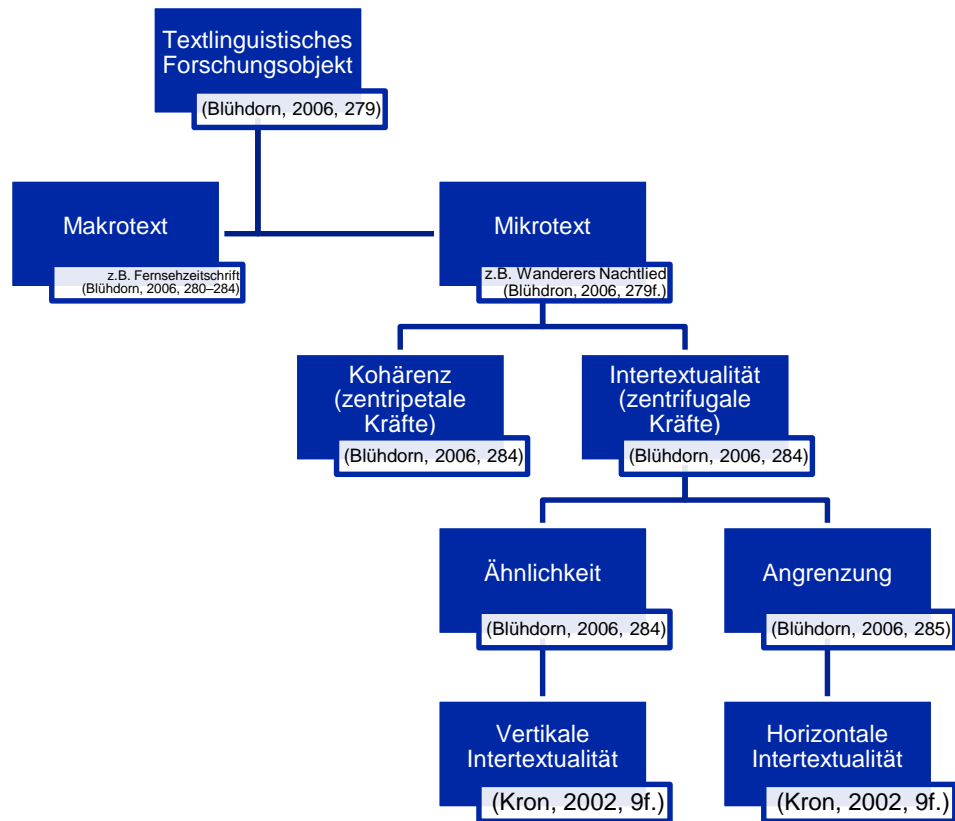 Textlinguistisches
Forschungsobjekt
(Blühdorn, 2006, 279)
Makrotext
z.B. Fernsehzeitschrift
(Blühdorn, 2006, 280–284)
Mikrotext
z.B. Wanderers Nachtlied
(Blühdron, 2006, 279f.)
Kohärenz
(zentripetale
Kräfte)
(Blühdorn, 2006, 284)
Intertextualität
(zentrifugale
Kräfte)
(Blühdorn, 2006, 284)
Ähnlichkeit
(Blühdorn, 2006, 284)
Angrenzung
(Blühdorn, 2006, 285)
Vertikale
Intertextualität
(Kron, 2002, 9f.)
Horizontale
Intertextualität
(Kron, 2002, 9f.)